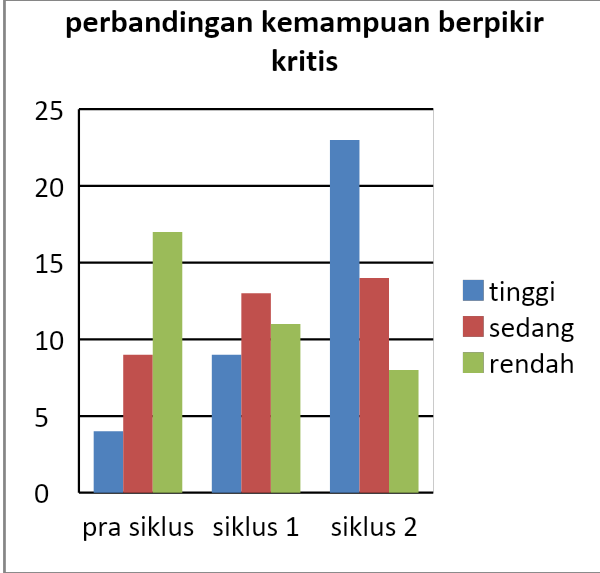 perbandingan kemampuan berpikir
kritis
25
20
15
10
5
0
pra siklus siklus 1 siklus 2
tinggi
sedang
rendah